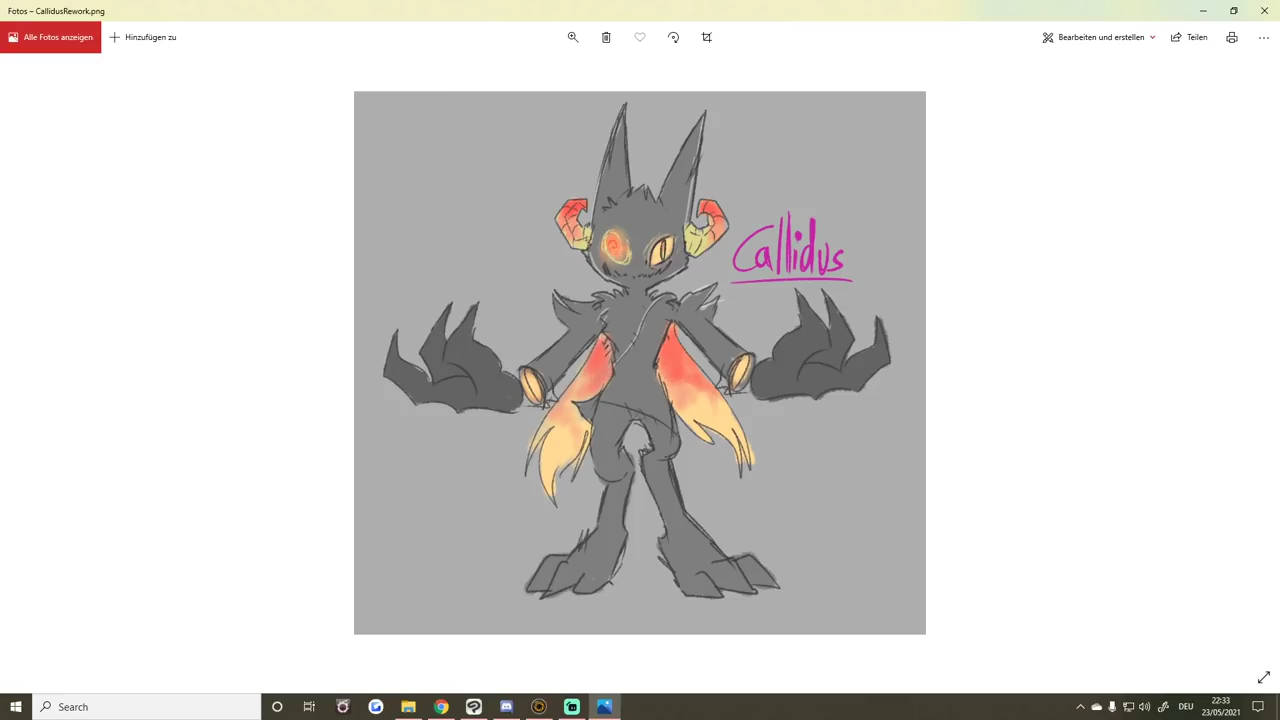 Fotos – CallidusRework.png
Alle Fotos anzeigen
Hinzufügen zu
Bearbeiten und erstellen
Teilen
Callidus
Search
DEU
22:33
23/05/2021